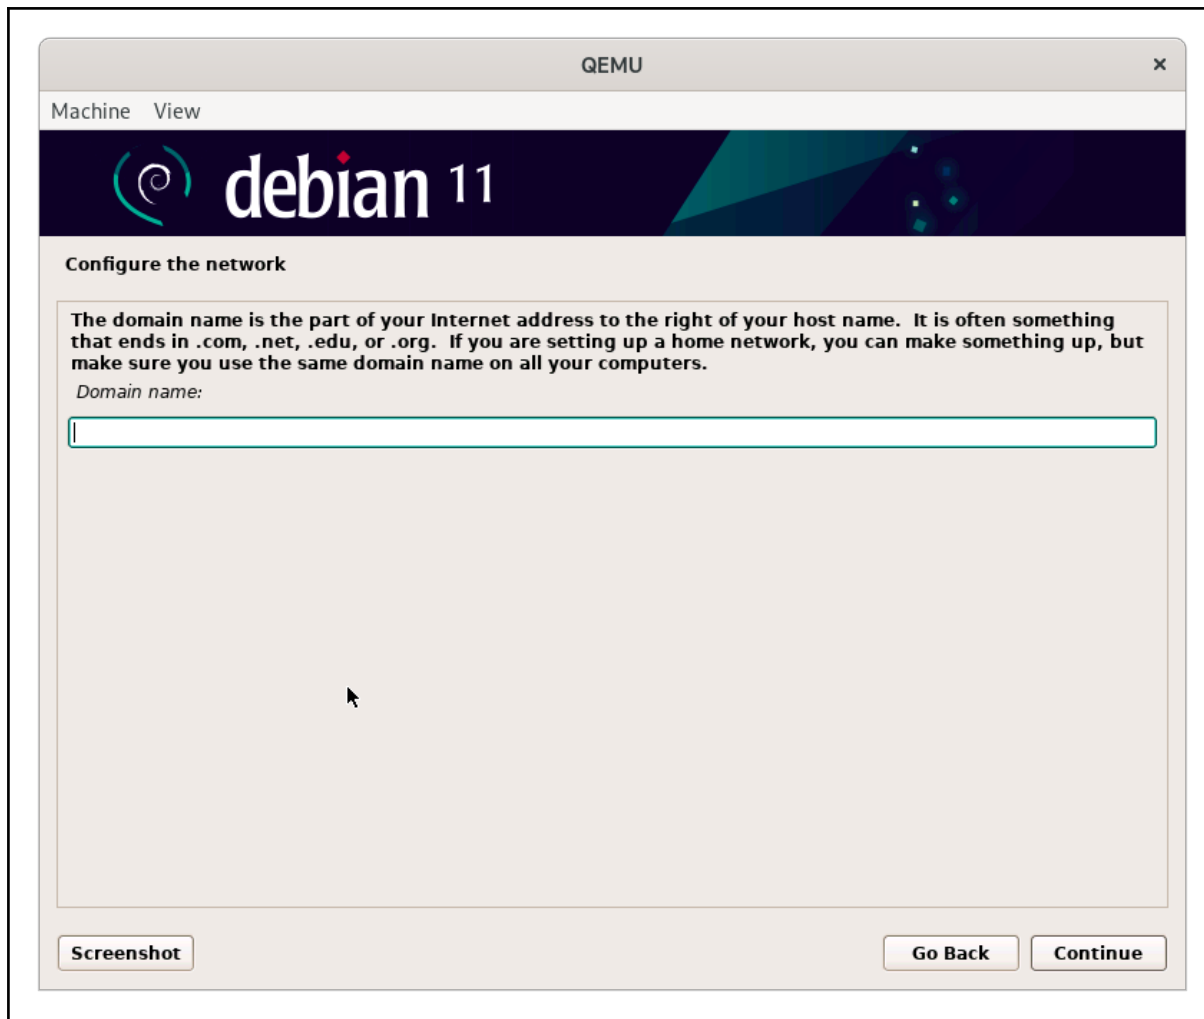 QEMU
Machine View
debian 11
Configure the network
The domain name is the part of your Internet address to the right of your host name.  It is often something
that ends in .com, .net, .edu, or .org.  If you are setting up a home network, you can make something up, but
make sure you use the same domain name on all your computers.
Domain name:
Screenshot Go Back Continue